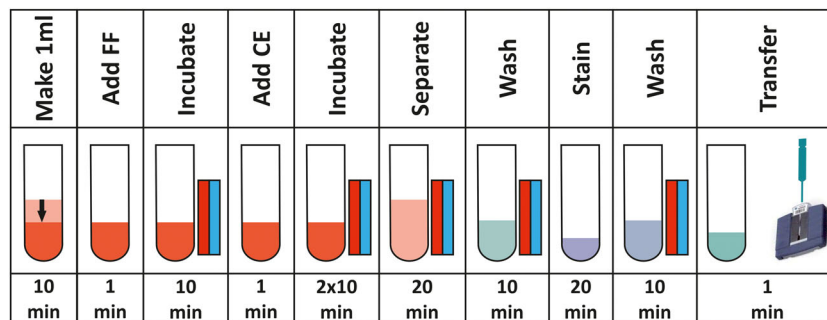 Make 1ml
Add FF
Incubate
Add CE
Incubate
Separate
Wash
Stain
Wash
Transfer
10
min
1
min
10
min
1
min
2x10
min
20
min
10
min
20
min
10
min
1
min